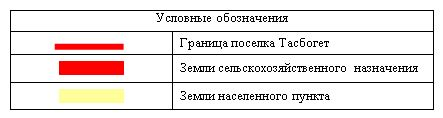 Условные обозначения
Граница поселка Тасбогет
Земли сельскохозяйственного назначения
Земли населенного пункта